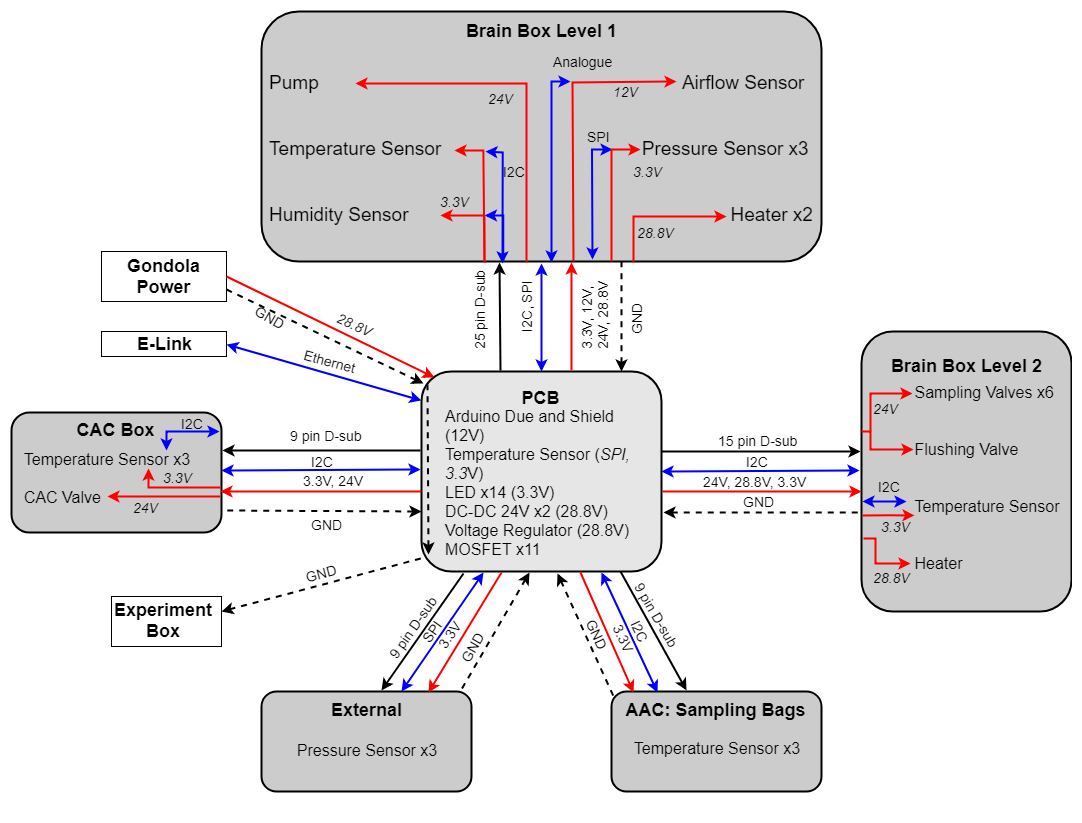 Brain Box Level 1
Analogue
Pump
24V
12V
Airflow Sensor
SPI
Temperature Sensor
I2C
Pressure Sensor x3
3.3V
3.3V
Humidity Sensor
28.8V
Heater x2
Gondola
Power
28.8V
GND
E-Link
Ethernet
25 pin D-sub
I2C, SPI
3.3V, 12V,
24V, 28.8V
GND
CAC Box
I2C
Temperature Sensor x3
3.3V
CAC Valve
24V
9 pin D-sub
I2C
3.3V, 24V
GND
PCB
Arduino Due and Shield
(12V)
Temperature Sensor (SPI,
3.3V)
LED x14 (3.3V)
DC-DC 24V x2 (28.8V)
Voltage Regulator (28.8V)
MOSFET x11
15 pin D-sub
I2C
24V, 28.8V, 3.3V
GND
Brain Box Level 2
Sampling Valves x6
24V
Flushing Valve
I2C
Temperature Sensor
3.3V
Heater
28.8V
GND
Experiment
Box
9 pin D-sub
SPI
3.3V
GND
GND
3.3V
I2C
9 pin D-sub
External
Pressure Sensor x3
AAC: Sampling Bags
Temperature Sensor x3